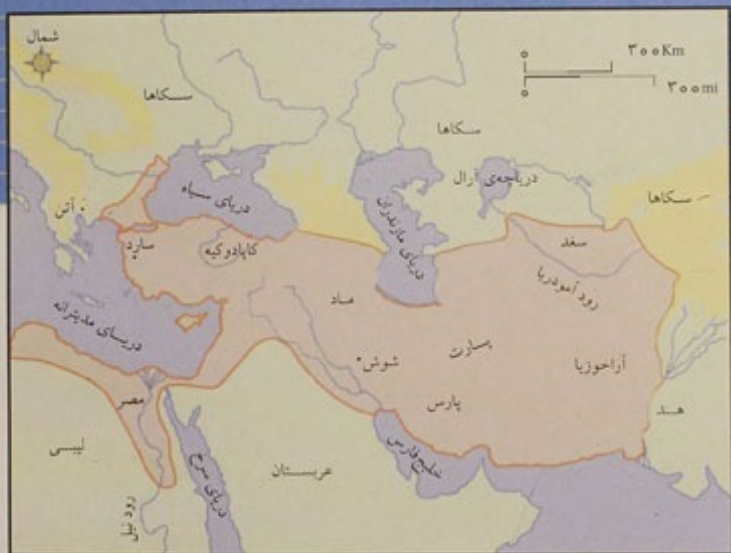 شمال
۳۰۰Km
۳۰۰mi
سکاها
سکاها
سکاها
دریاچه‌ی آرال
دریای سیاه
دریای مازندران
آتن
سارد
کاپادوکیه
سغد
رود آمودریا
ماد
دریای مدیترانه
پارت
شوش
آراخوزیا
مصر
پارس
هند
لیبی
خلیج فارس
عربستان
دریای سرخ
رود نیل